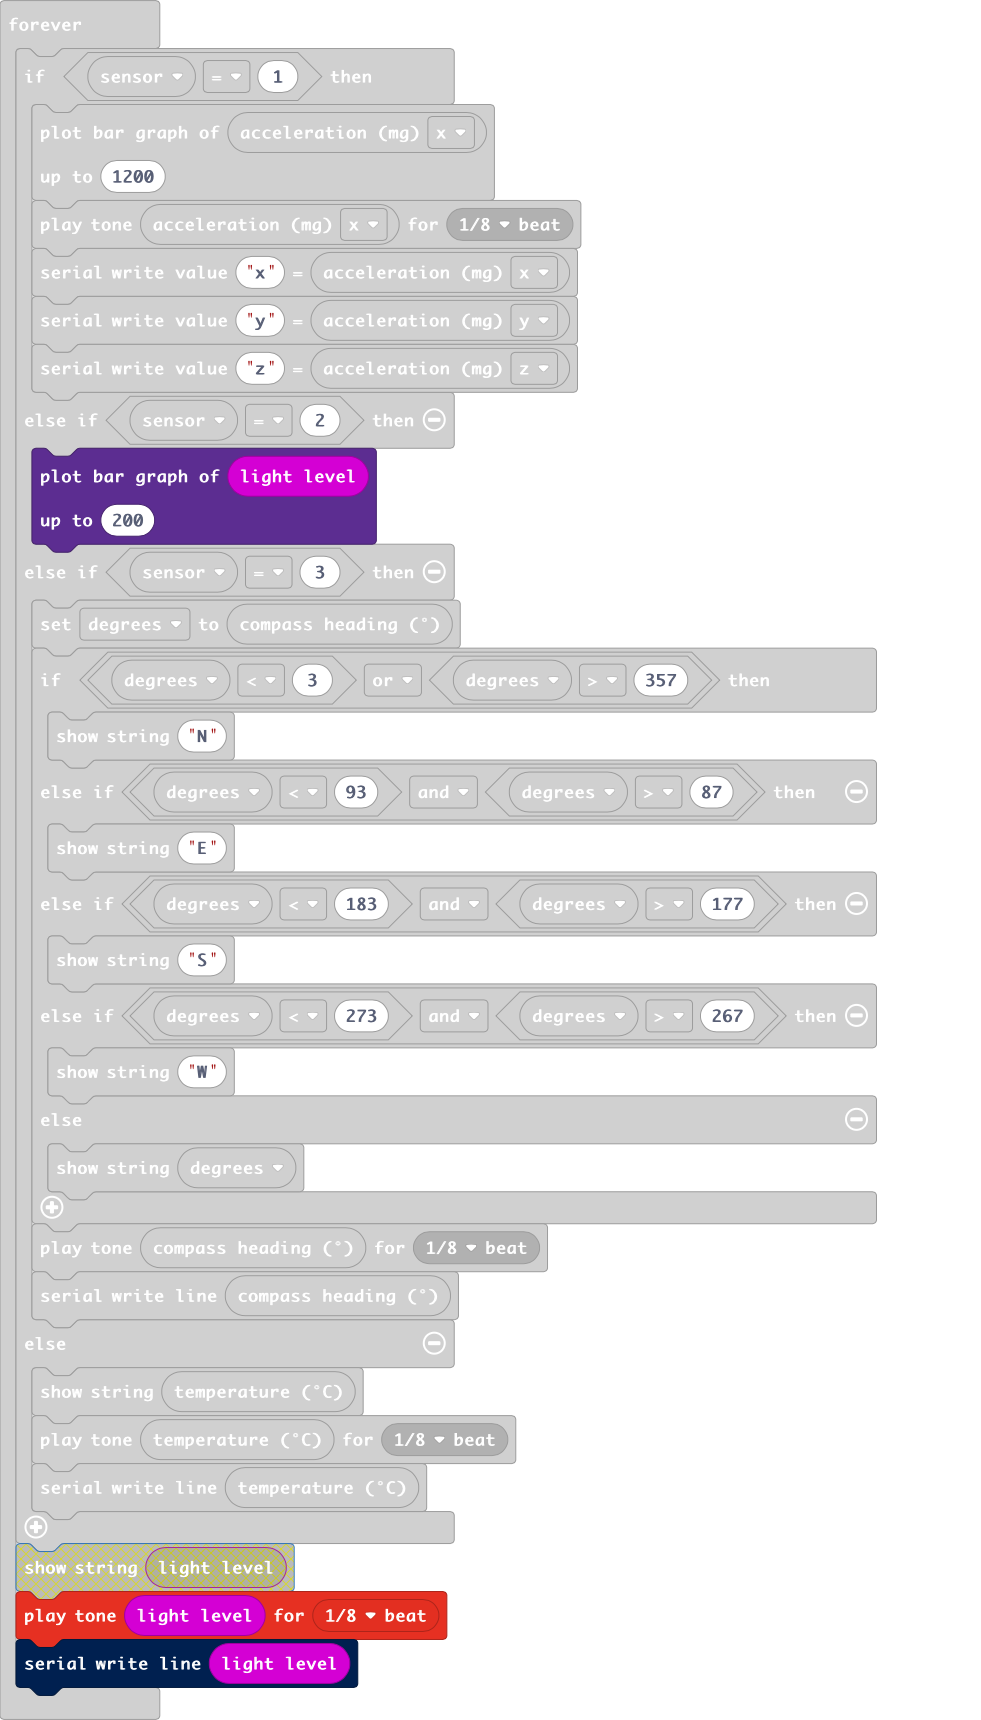 forever
if sensor = 1 then
plot bar graph of acceleration (mg) x
up to 1200
play tone acceleration (mg) x for 1/8 beat
serial write value "x" = acceleration (mg) x
serial write value "y" = acceleration (mg) y
serial write value "z" = acceleration (mg) z
else if sensor = 2 then
plot bar graph of light level
up to 200
else if sensor = 3 then
set degrees to compass heading (°)
if degrees < 3 or degrees > 357 then
show string "N"
else if degrees < 93 and degrees > 87 then
show string "E"
else if degrees < 183 and degrees > 177 then
show string "S"
else if degrees < 273 and degrees > 267 then
show string "W"
else
show string degrees
play tone compass heading (°) for 1/8 beat
serial write line compass heading (°)
else
show string temperature (°C)
play tone temperature (°C) for 1/8 beat
serial write line temperature (°C)
show string light level
play tone light level for 1/8 beat
serial write line light level